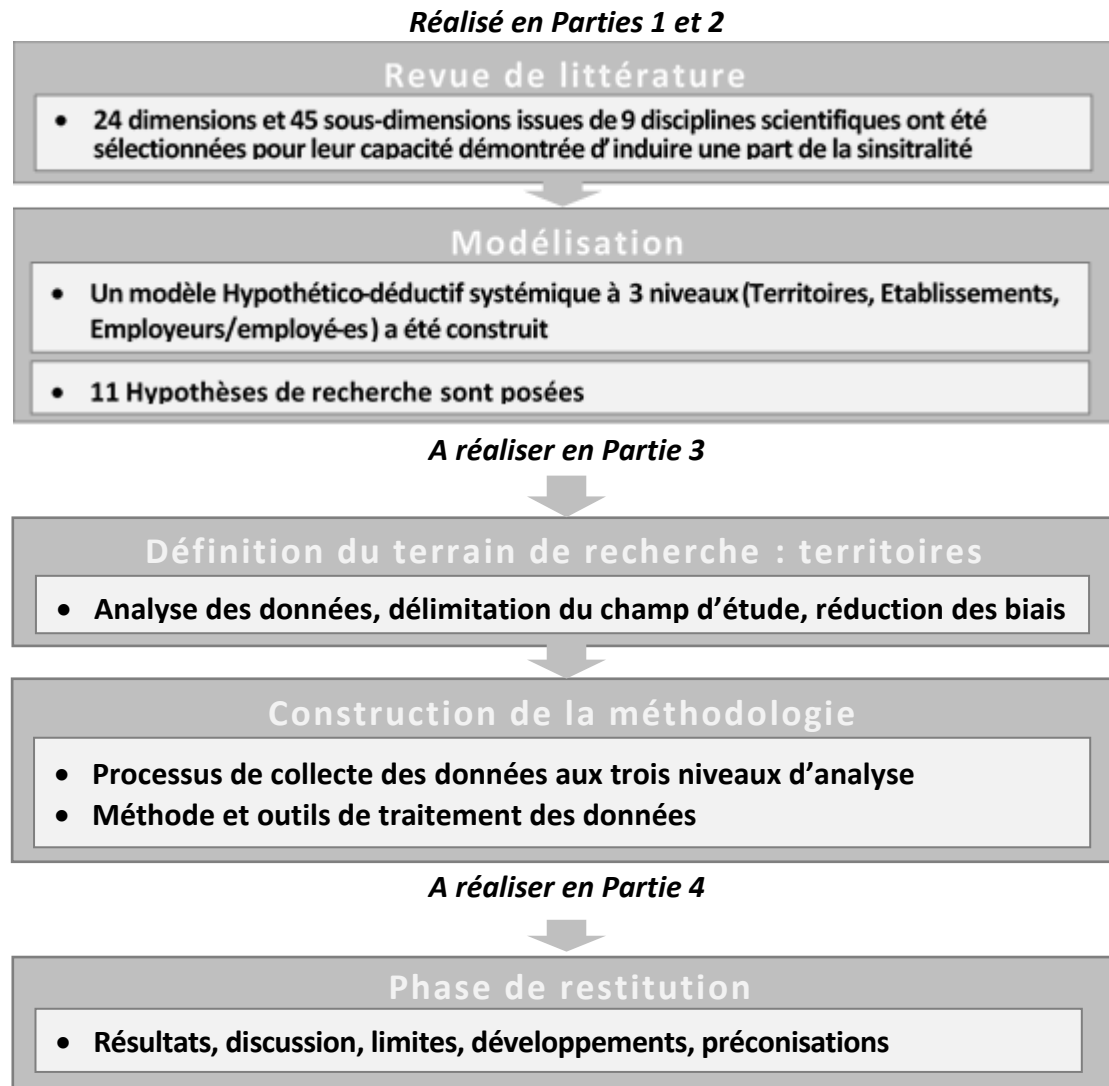 Réalisé en Parties 1 et 2
Revue de littérature
• 24 dimensions et 45 sous-dimensions issues de 9 disciplines scientifiques ont été
sélectionnées pour leur capacité démontrée d'induire une part de la sinsitralité
Modélisation
• Un modèle Hypothético-déductif systémique à 3 niveaux (Territoires, Etablissements,
Employeurs/employé-es) a été construit
• 11 Hypothèses de recherche sont posées
A réaliser en Partie 3
Définition du terrain de recherche : territoires
• Analyse des données, délimitation du champ d’étude, réduction des biais
Construction de la méthodologie
• Processus de collecte des données aux trois niveaux d’analyse
• Méthode et outils de traitement des données
A réaliser en Partie 4
Phase de restitution
• Résultats, discussion, limites, développements, préconisations